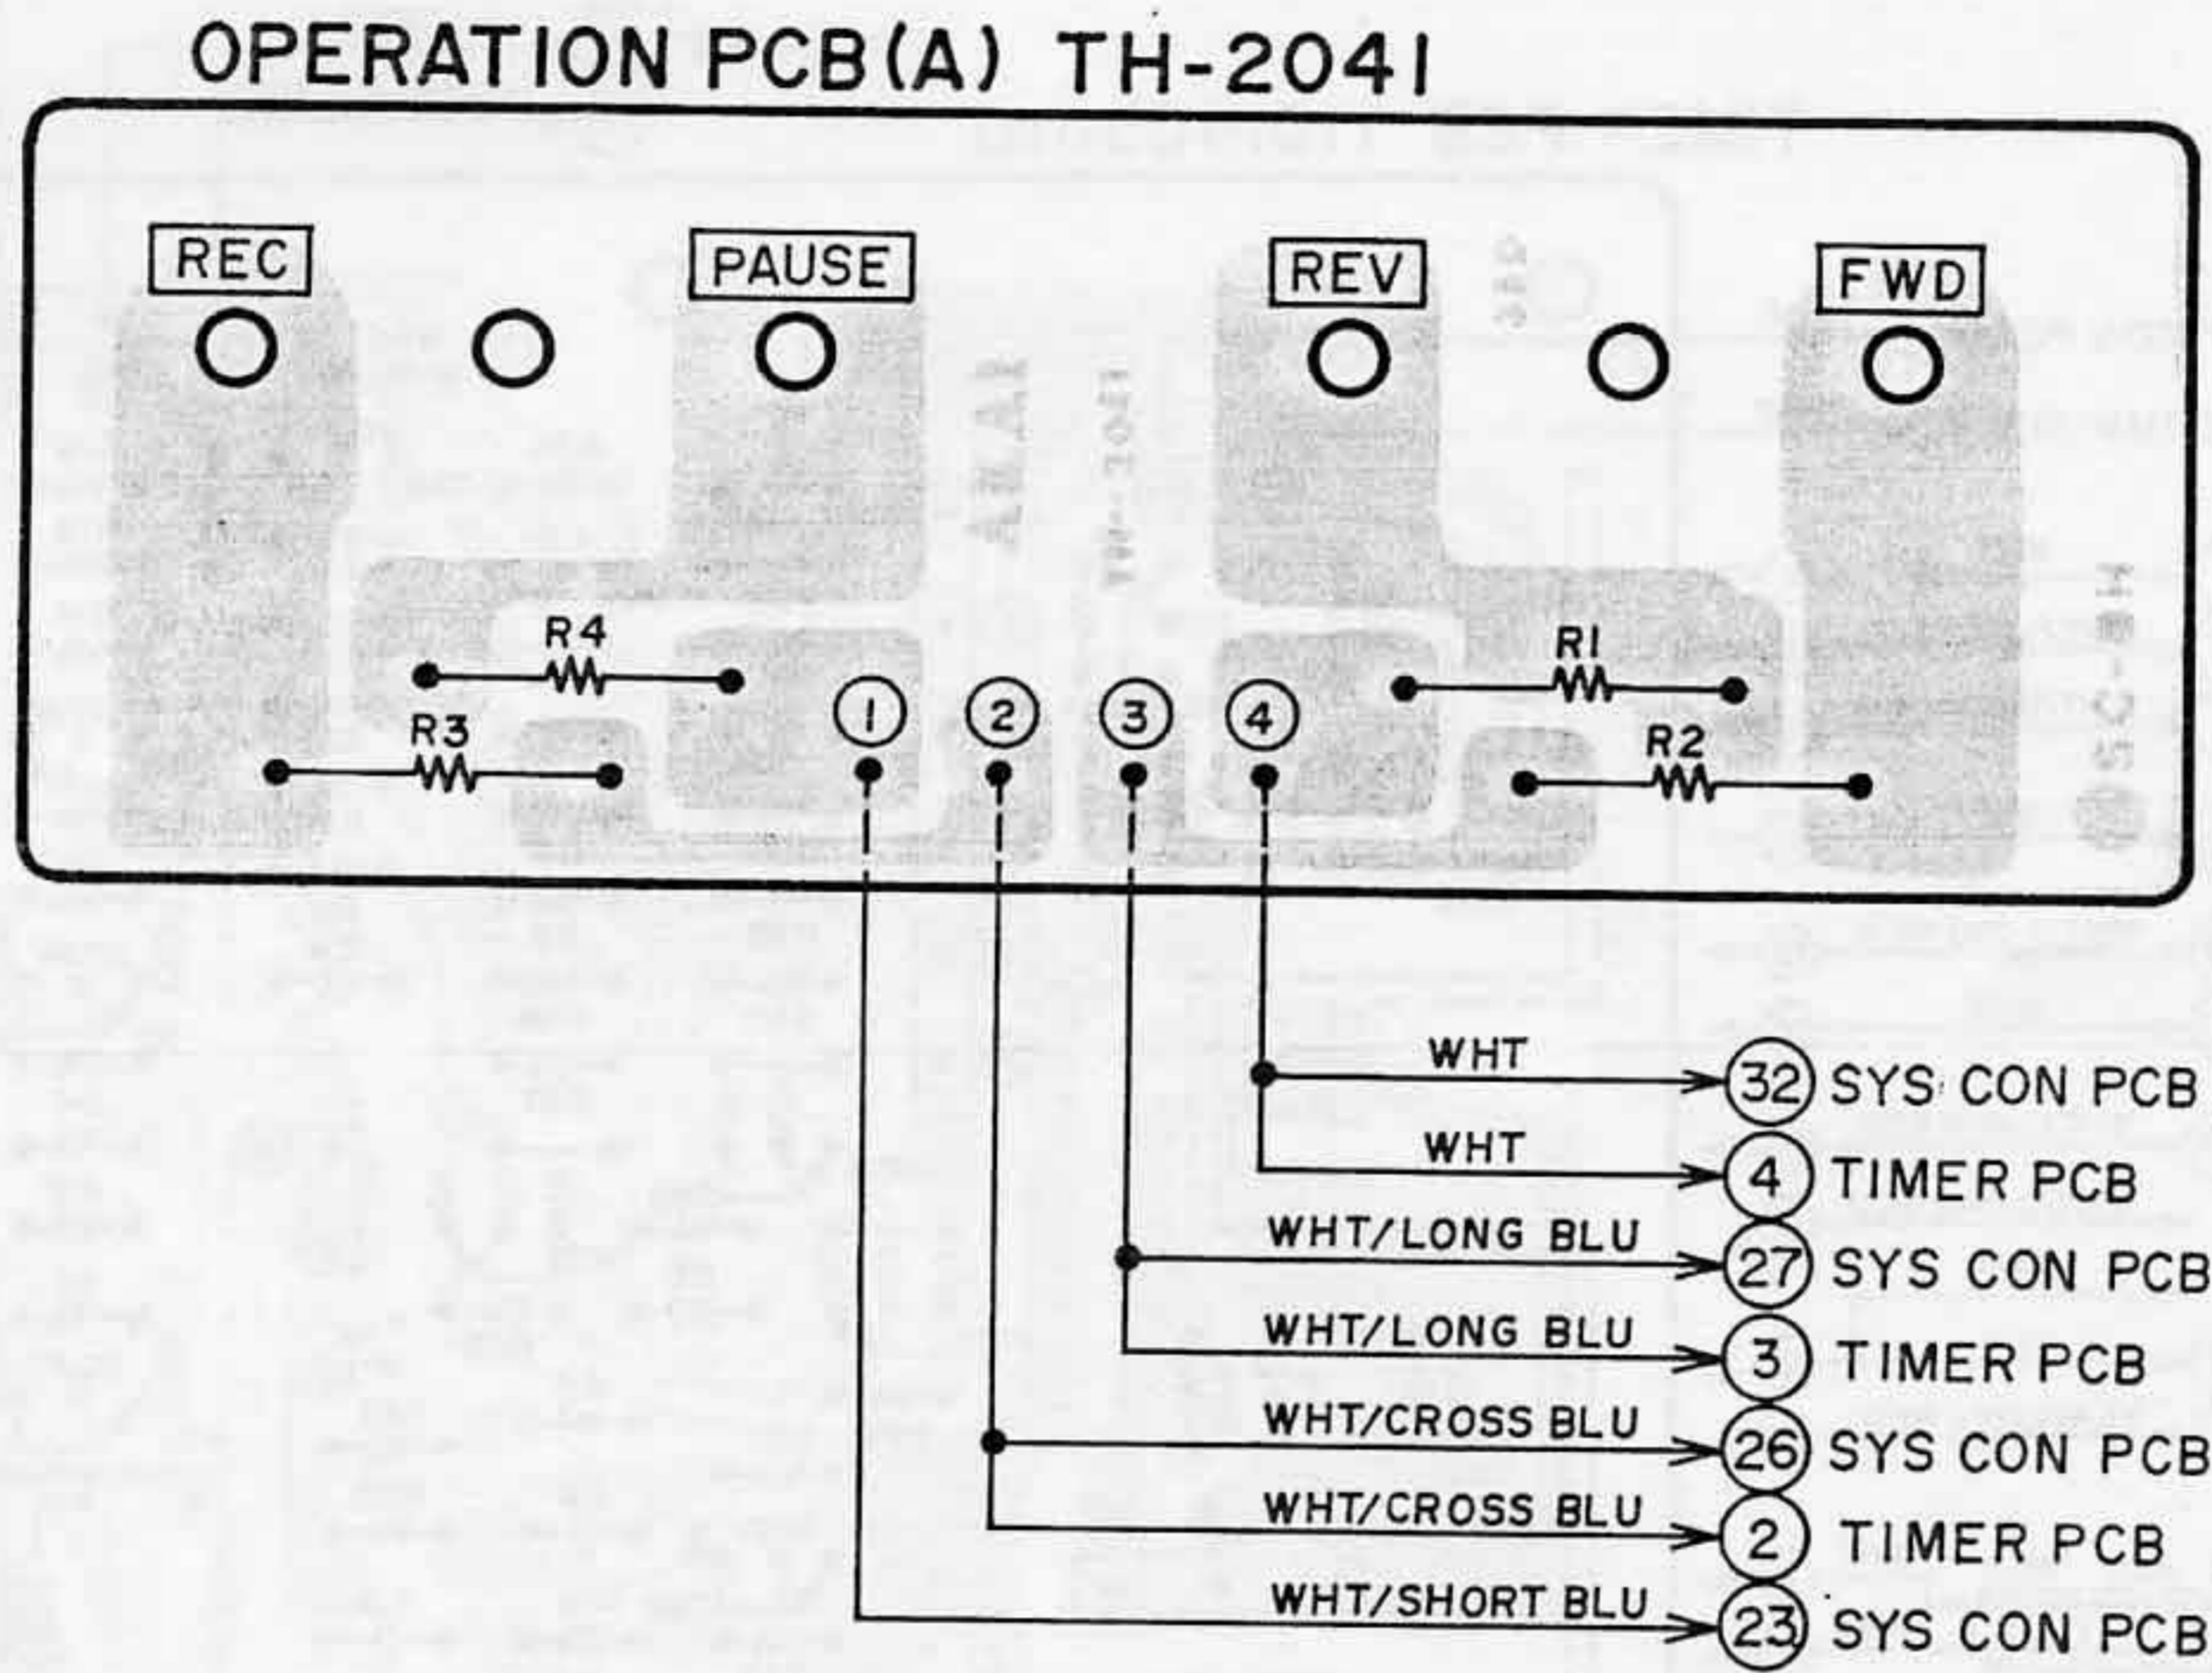 OPERATION PCB(A) TH-2041
REC
PAUSE
REV
FWD
R4
R1
R3
R2
1
2
3
4
WHT
32 SYS CON PCB
WHT
4 TIMER PCB
WHT/LONG BLU
27 SYS CON PCB
WHT/LONG BLU
3 TIMER PCB
WHT/CROSS BLU
26 SYS CON PCB
WHT/CROSS BLU
2 TIMER PCB
WHT/SHORT BLU
23 SYS CON PCB